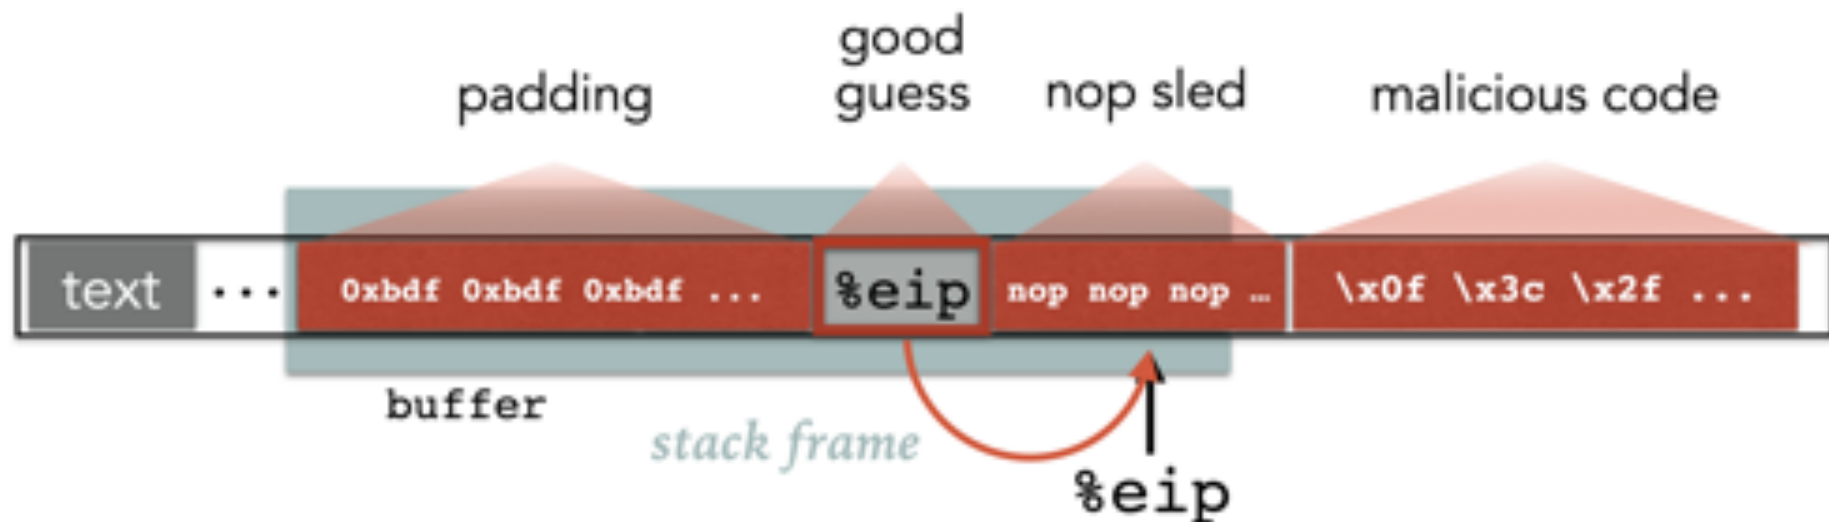 good
padding guess nop sled malicious code
text ... 0xbdf 0xbdf 0xbdf ... %eip nop nop nop ... \x0f \x3c \x2f ...
buffer
stack frame
%eip